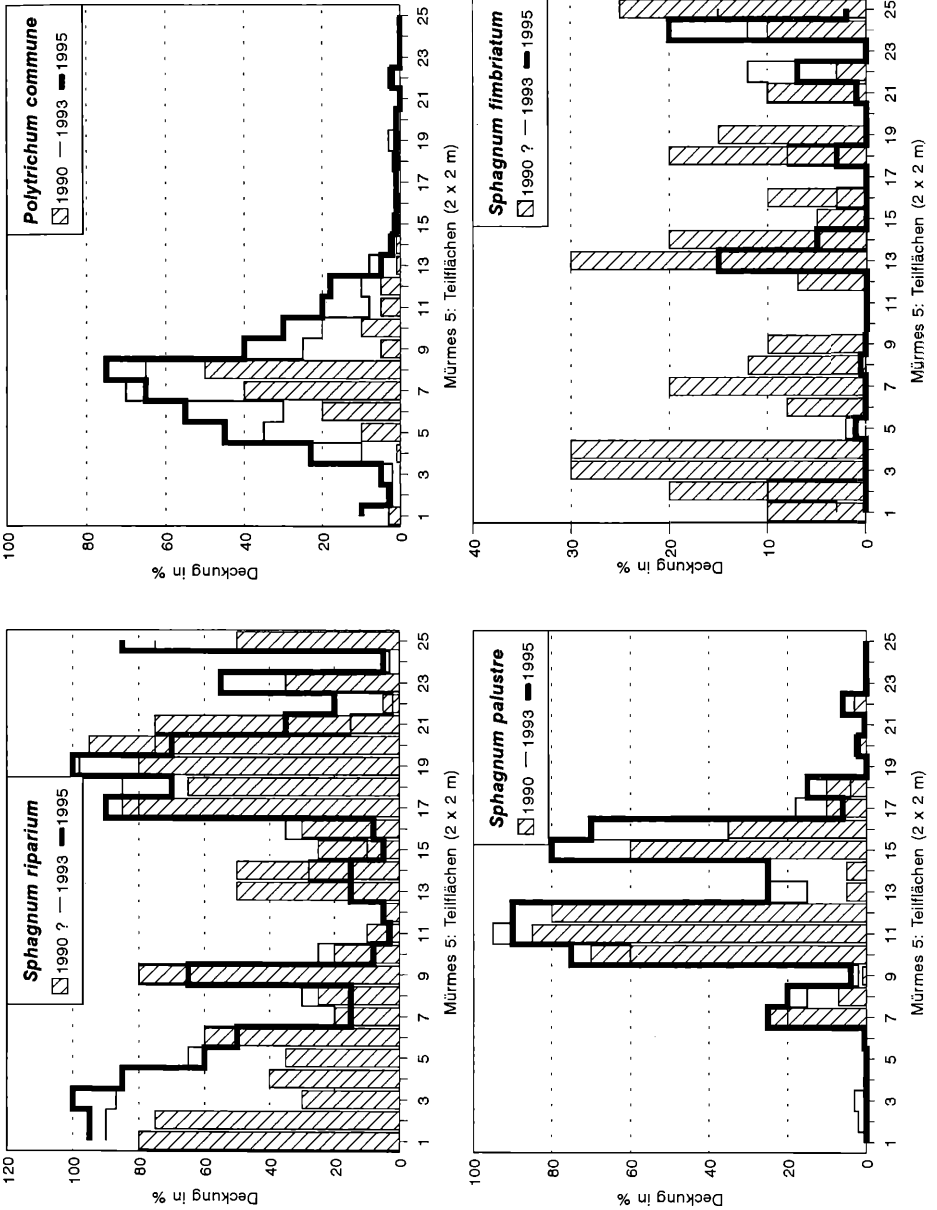 Sphagnum riparium
1990 ? — 1993 — 1995
Deckung in %
120
100
80
60
40
20
0
1 3 5 7 9 11 13 15 17 19 21 23 25
Mürmes 5: Teilflächen (2 x 2 m)
Polytrichum commune
1990 — 1993 — 1995
Deckung in %
100
80
60
40
20
0
1 3 5 7 9 11 13 15 17 19 21 23 25
Mürmes 5: Teilflächen (2 x 2 m)
Sphagnum palustre
1990 — 1993 — 1995
Deckung in %
100
80
60
40
20
0
1 3 5 7 9 11 13 15 17 19 21 23 25
Mürmes 5: Teilflächen (2 x 2 m)
Sphagnum fimbriatum
1990 ? — 1993 — 1995
Deckung in %
40
30
20
10
0
1 3 5 7 9 11 13 15 17 19 21 23 25
Mürmes 5: Teilflächen (2 x 2 m)